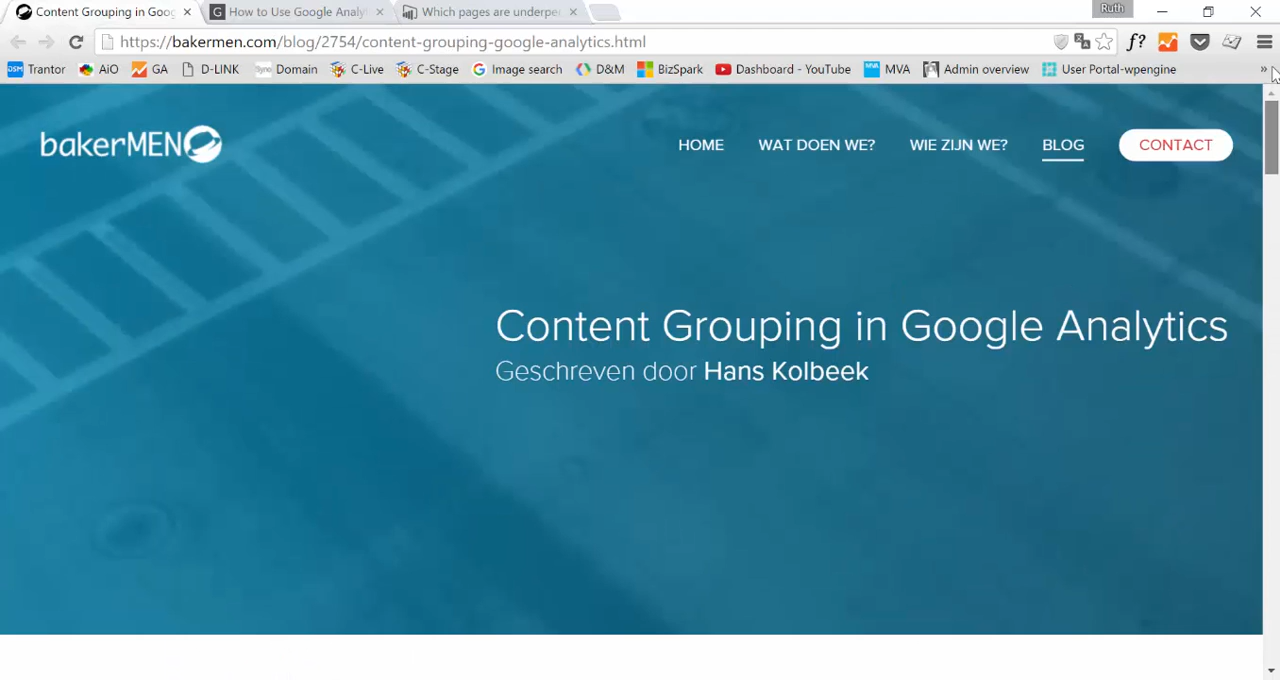 Content Grouping in Goog
How to Use Google Analy
Which pages are underpe
Ruth
https://bakermen.com/blog/2754/content-grouping-google-analytics.html
f?
DSM Trantor AiO GA D-LINK Domain C-Live C-Stage Image search D&M BizSpark Dashboard - YouTube MVA MVA Admin overview User Portal-wpengine »
bakerMEN HOME WAT DOEN WE? WIE ZIJN WE? BLOG CONTACT
Content Grouping in Google Analytics
Geschreven door Hans Kolbeek